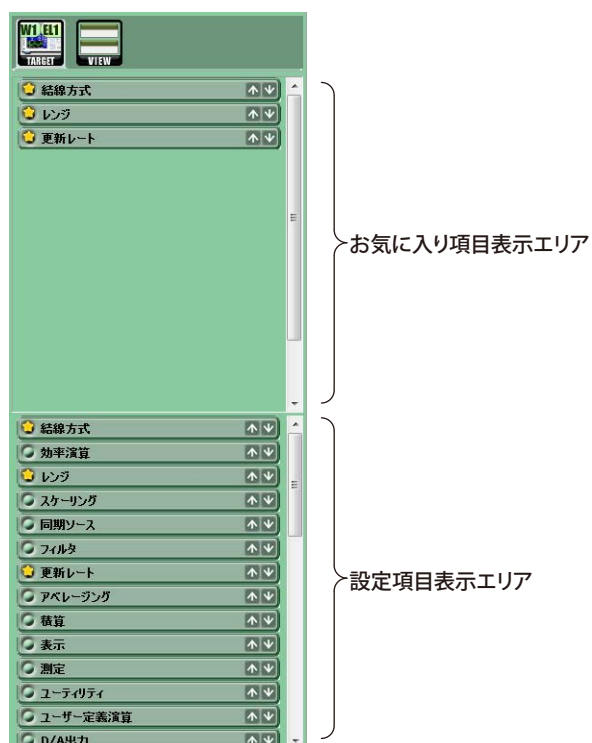 W1 EL1
TARGET
VIEW
結線方式
レンジ
更新レート
お気に入り項目表示エリア
結線方式
効率演算
レンジ
スケーリング
同期ソース
フィルタ
更新レート
アベレージング
積算
表示
測定
ユーティリティ
ユーザー定義演算
D/A出力
設定項目表示エリア